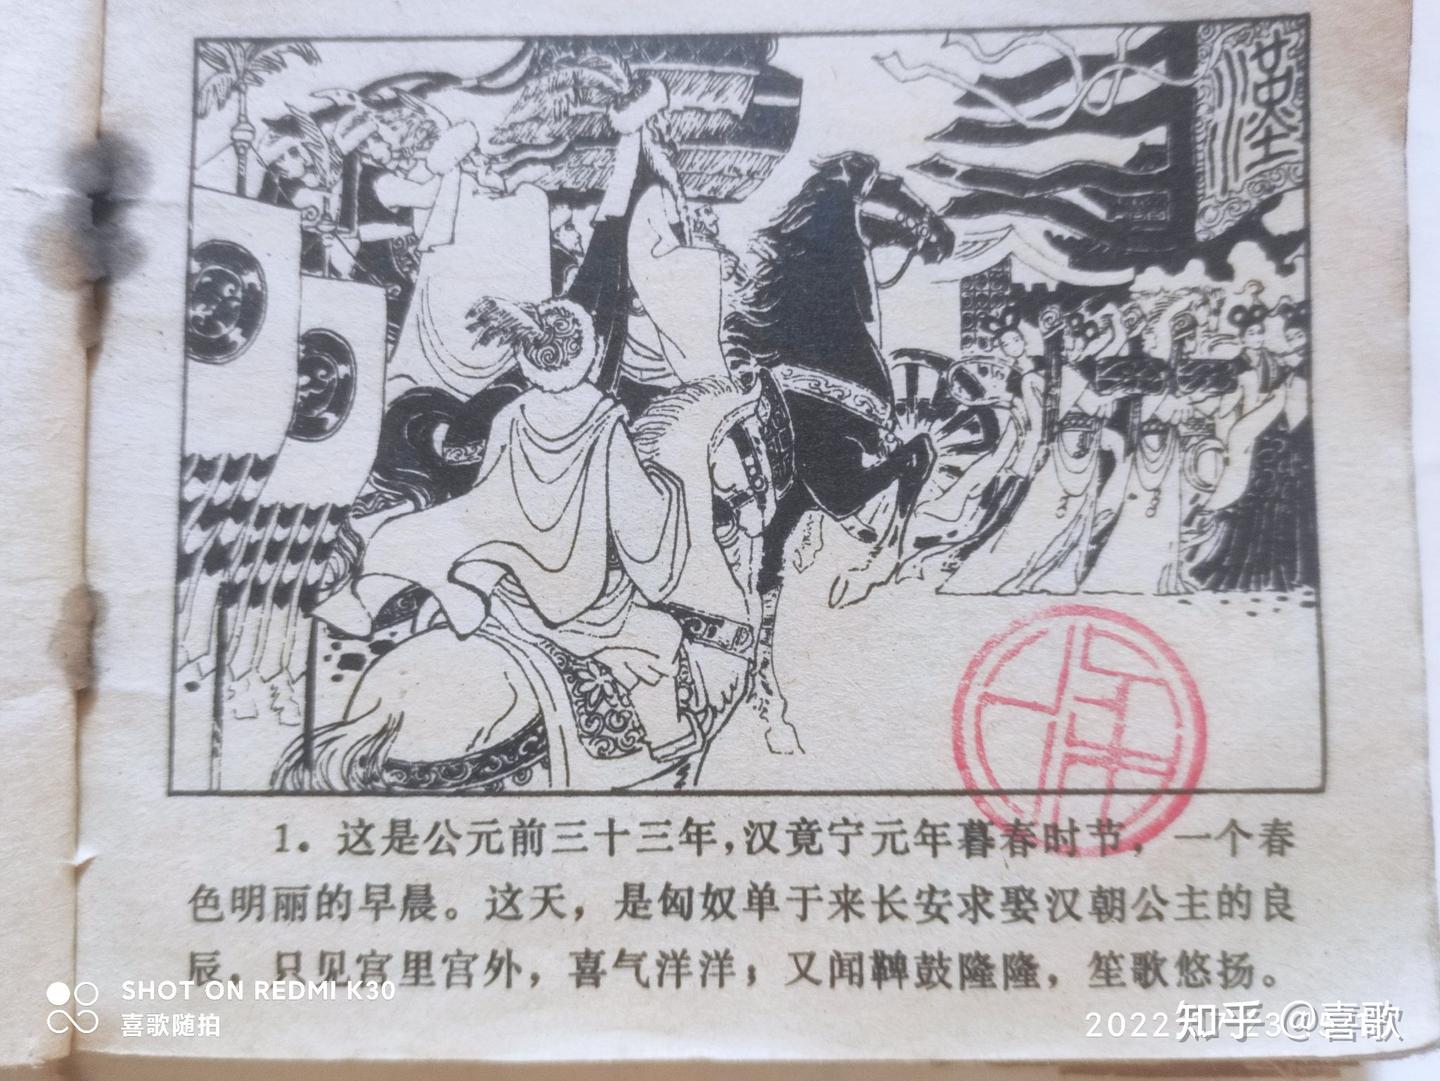 漢
1. 这是公元前三十三年，汉竟宁元年暮春时节，一个春
色明丽的早晨。这天，是匈奴单于来长安求娶汉朝公主的良
辰，只见宫里宫外，喜气洋洋；又闻鞞鼓隆隆，笙歌悠扬。
SHOT ON REDMI K30
喜歌随拍
知乎 @喜歌